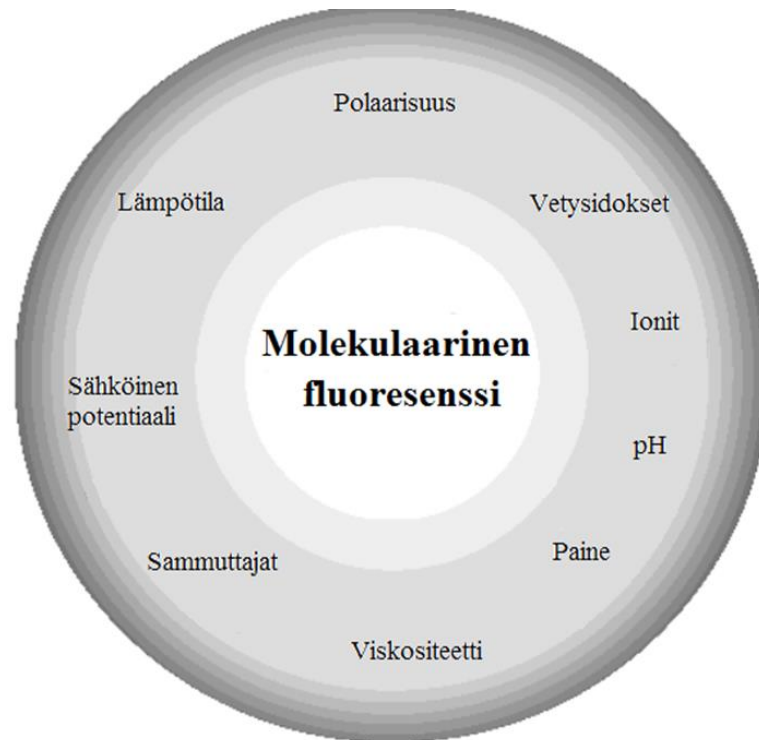 Polaarisuus
Lämpötila
Vetysidokset
Ionit
Molekulaarinen
fluoresenssi
Sähköinen
potentiaali
pH
Paine
Sammuttajat
Viskositeetti